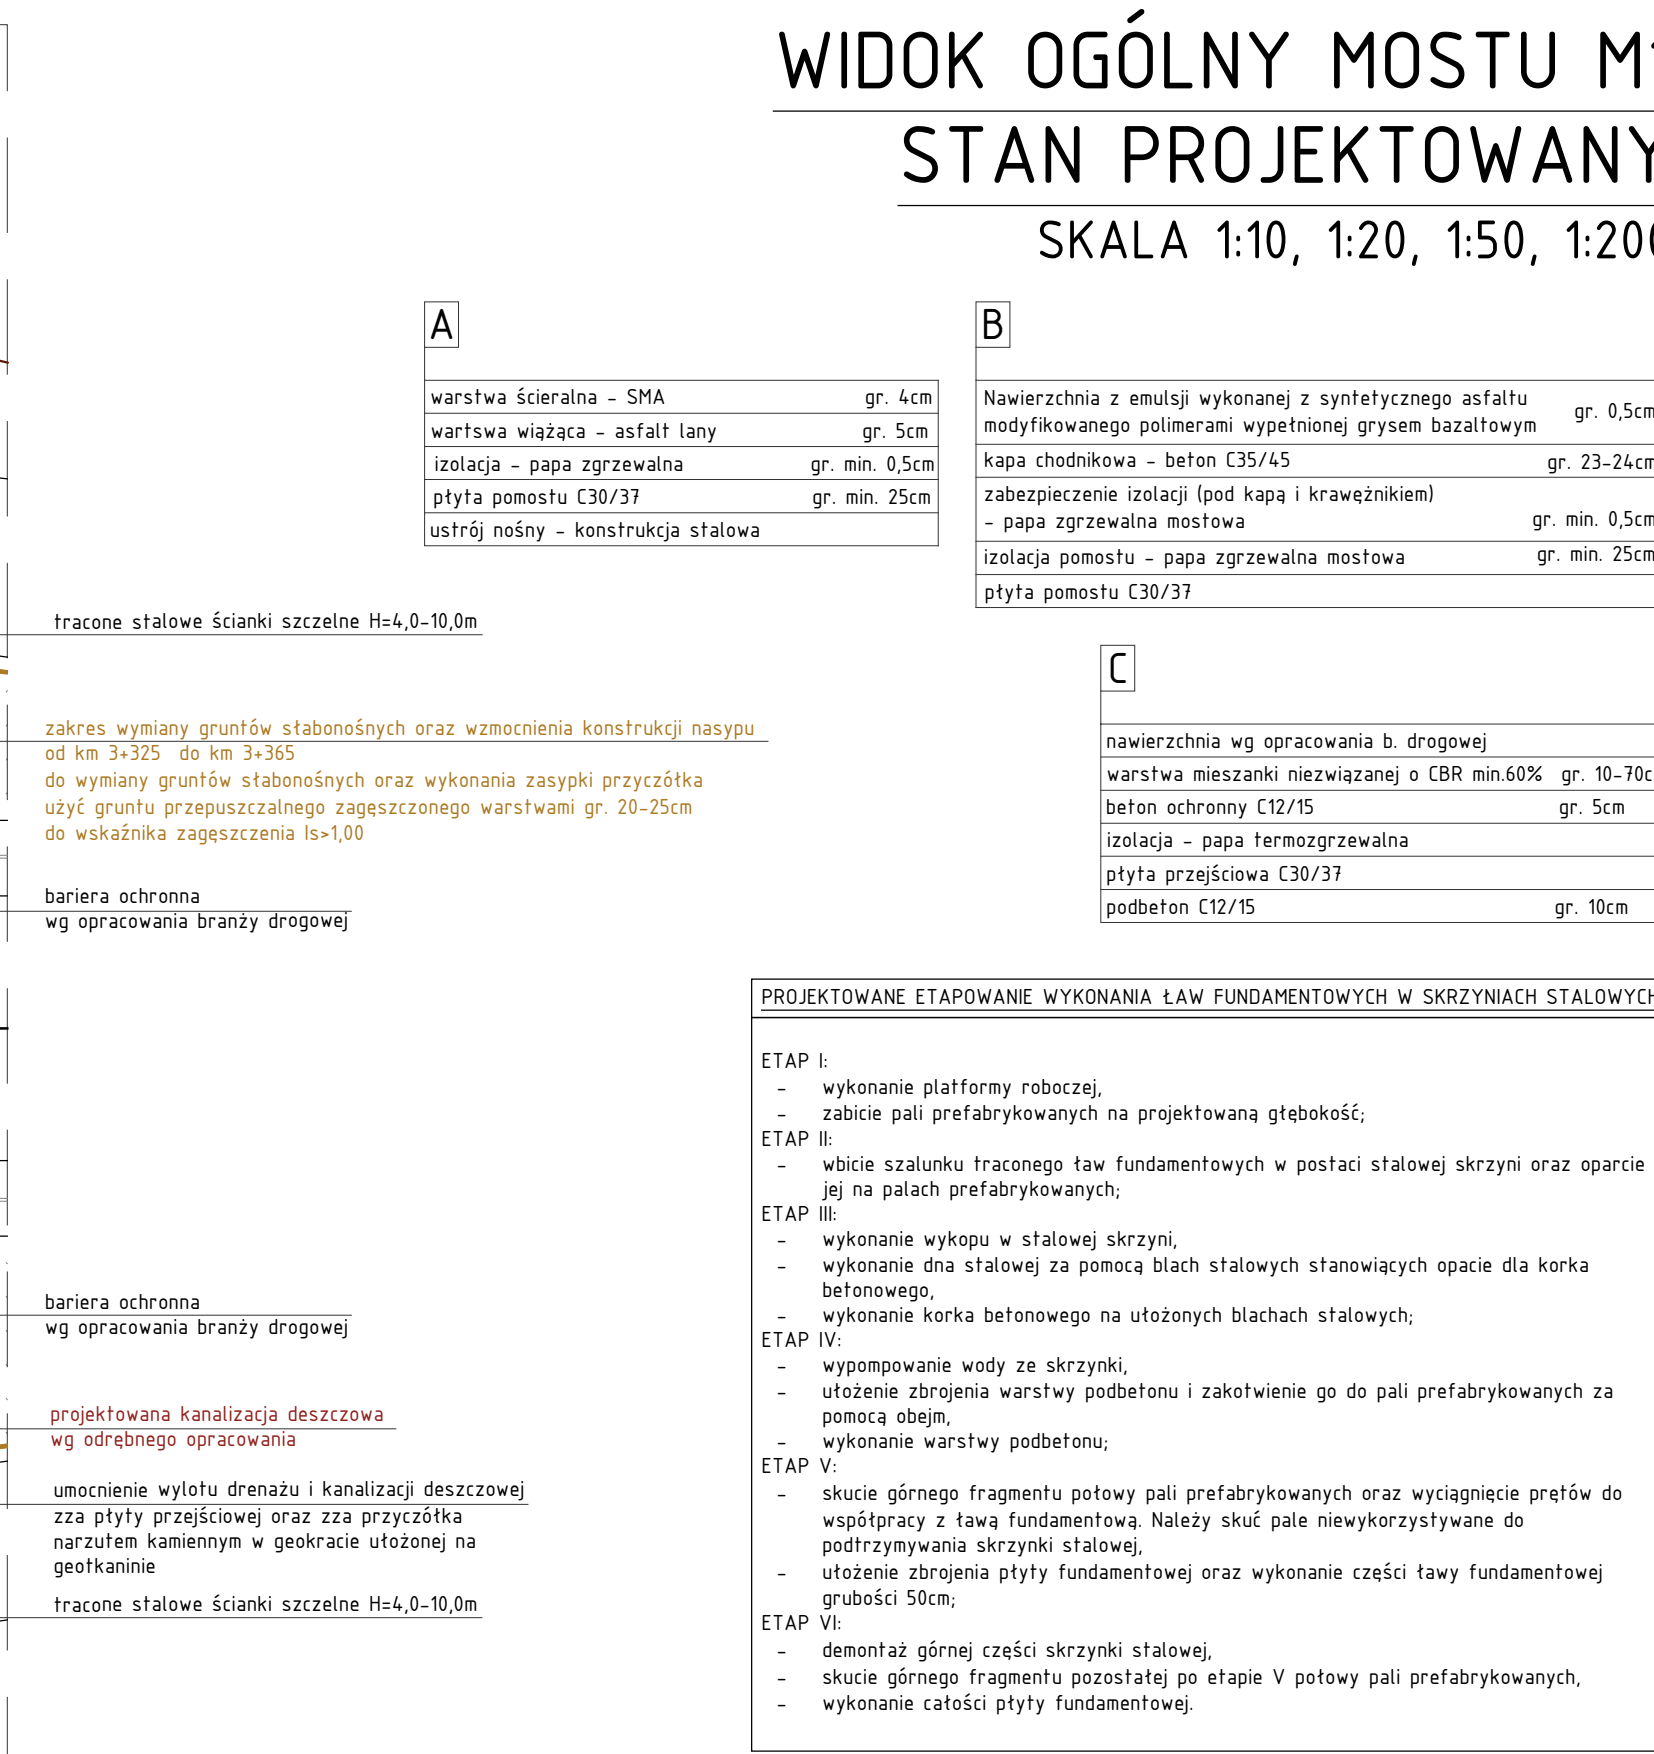 WIDOK OGÓLNY MOSTU
STAN PROJEKTOWANY
SKALA 1:10, 1:20, 1:50, 1:200
A
warstwa ścieralna - SMA gr. 4cm
wartswa wiążąca - asfalt lany gr. 5cm
izolacja - papa zgrzewalna gr. min. 0,5cm
płyta pomostu C30/37 gr. min. 25cm
ustrój nośny - konstrukcja stalowa
B
Nawierzchnia z emulsji wykonanej z syntetycznego asfaltu
modyfikowanego polimerami wypełnionej grysem bazaltowym gr. 0,5cm
kapa chodnikowa - beton C35/45 gr. 23-24cm
zabezpieczenie izolacji (pod kapą i krawężnikiem)
- papa zgrzewalna mostowa gr. min. 0,5cm
izolacja pomostu - papa zgrzewalna mostowa gr. min. 25cm
płyta pomostu C30/37
tracone stalowe ścianki szczelne H=4,0-10,0m
zakres wymiany gruntów słabonośnych oraz wzmocnienia konstrukcji nasypu
od km 3+325 do km 3+365
do wymiany gruntów słabonośnych oraz wykonania zasypki przyczółka
użyć gruntu przepuszczalnego zagęszczonego warstwami gr. 20-25cm
do wskaźnika zagęszczenia Is>1,00
bariera ochronna
wg opracowania branży drogowej
C
nawierzchnia wg opracowania b. drogowej
warstwa mieszanki niezwiązanej o CBR min.60% gr. 10-70c
beton ochronny C12/15 gr. 5cm
izolacja - papa termozgrzewalna
płyta przejściowa C30/37
podbeton C12/15 gr. 10cm
PROJEKTOWANE ETAPOWANIE WYKONANIA ŁAW FUNDAMENTOWYCH W SKRZYNIACH STALOWYCH
ETAP I:
- wykonanie platformy roboczej,
- zabicie pali prefabrykowanych na projektowaną głębokość;
ETAP II:
- wbicie szalunku traconego ław fundamentowych w postaci stalowej skrzyni oraz oparcie
jej na palach prefabrykowanych;
ETAP III:
- wykonanie wykopu w stalowej skrzyni,
- wykonanie dna stalowej za pomocą blach stalowych stanowiących opacie dla korka
betonowego,
- wykonanie korka betonowego na ułożonych blachach stalowych;
ETAP IV:
- wypompowanie wody ze skrzynki,
- ułożenie zbrojenia warstwy podbetonu i zakotwienie go do pali prefabrykowanych za
pomocą obejm,
- wykonanie warstwy podbetonu;
ETAP V:
- skucie górnego fragmentu połowy pali prefabrykowanych oraz wyciągnięcie prętów do
współpracy z ławą fundamentową. Należy skuć pale niewykorzystywane do
podtrzymywania skrzynki stalowej,
- ułożenie zbrojenia płyty fundamentowej oraz wykonanie części ławy fundamentowej
grubości 50cm;
ETAP VI:
- demontaż górnej części skrzynki stalowej,
- skucie górnego fragmentu pozostałej po etapie V połowy pali prefabrykowanych,
- wykonanie całości płyty fundamentowej.
bariera ochronna
wg opracowania branży drogowej
projektowana kanalizacja deszczowa
wg odrębnego opracowania
umocnienie wylotu drenażu i kanalizacji deszczowej
zza płyty przejściowej oraz zza przyczółka
narzutem kamiennym w geokracie ułożonej na
geotkaninie
tracone stalowe ścianki szczelne H=4,0-10,0m